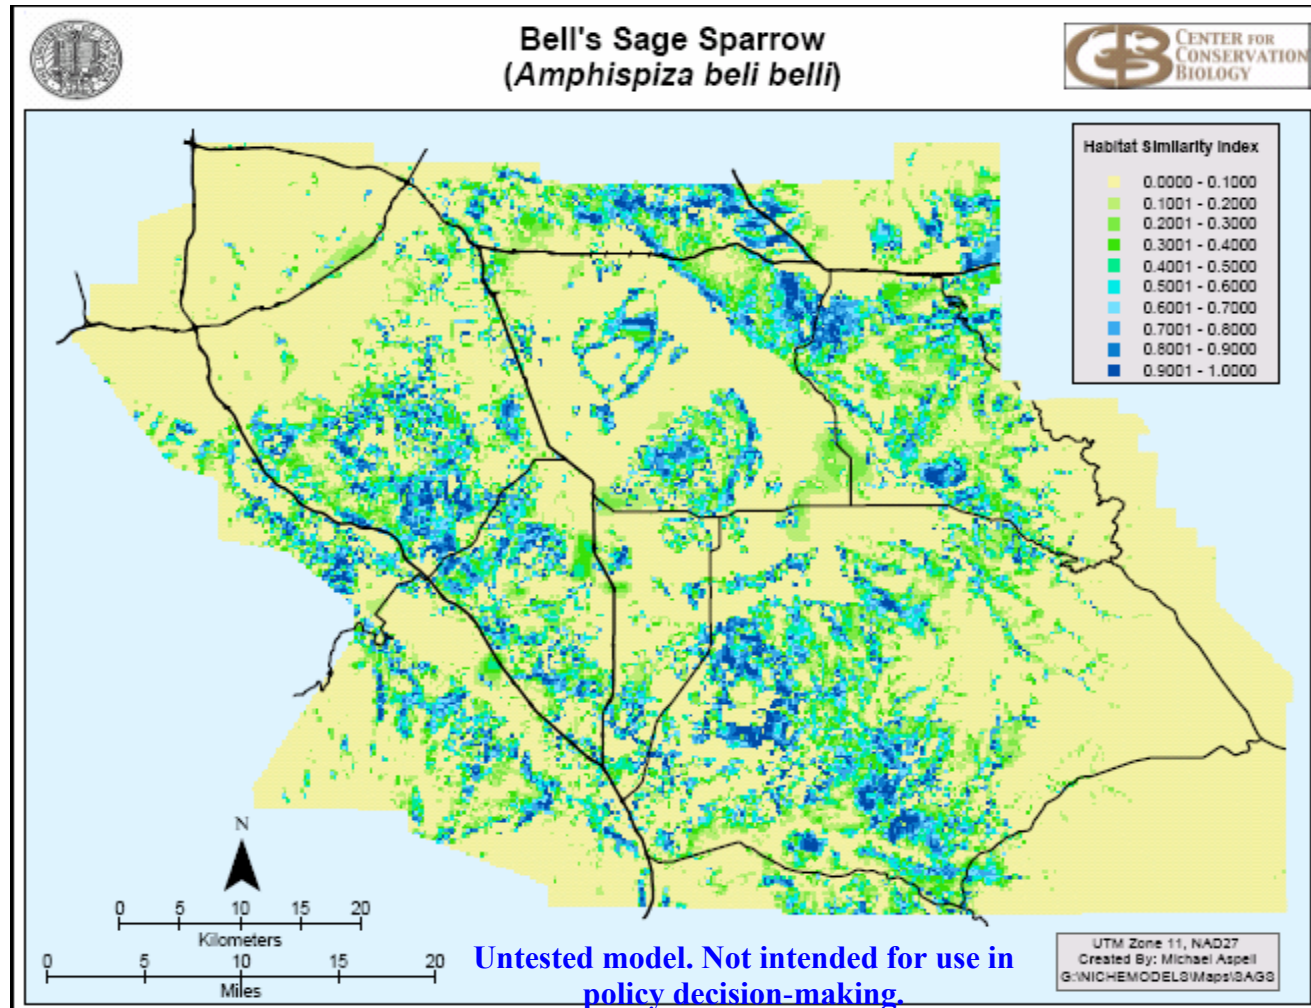 Bell's Sage Sparrow
(Amphispiza beli belli)
CENTER FOR
CONSERVATION
BIOLOGY
Habitat Similarity Index
0.0000 - 0.1000
0.1001 - 0.2000
0.2001 - 0.3000
0.3001 - 0.4000
0.4001 - 0.5000
0.5001 - 0.6000
0.6001 - 0.7000
0.7001 - 0.8000
0.8001 - 0.9000
0.9001 - 1.0000
N
0 5 10 15 20
Kilometers
0 5 10 20
Miles
Untested model. Not intended for use in
policy decision-making.
UTM Zone 11, NAD27
Created By: Michael Aspell
G:\NICHEMODELS\Maps\SAGS